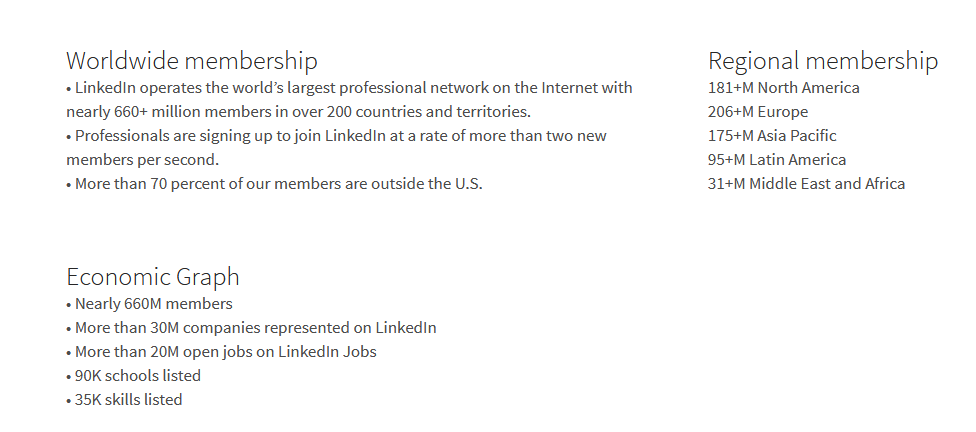 Worldwide membership
• LinkedIn operates the world’s largest professional network on the Internet with
nearly 660+ million members in over 200 countries and territories.
• Professionals are signing up to join LinkedIn at a rate of more than two new
members per second.
• More than 70 percent of our members are outside the U.S.
Regional membership
181+M North America
206+M Europe
175+M Asia Pacific
95+M Latin America
31+M Middle East and Africa
Economic Graph
• Nearly 660M members
• More than 30M companies represented on LinkedIn
• More than 20M open jobs on LinkedIn Jobs
• 90K schools listed
• 35K skills listed